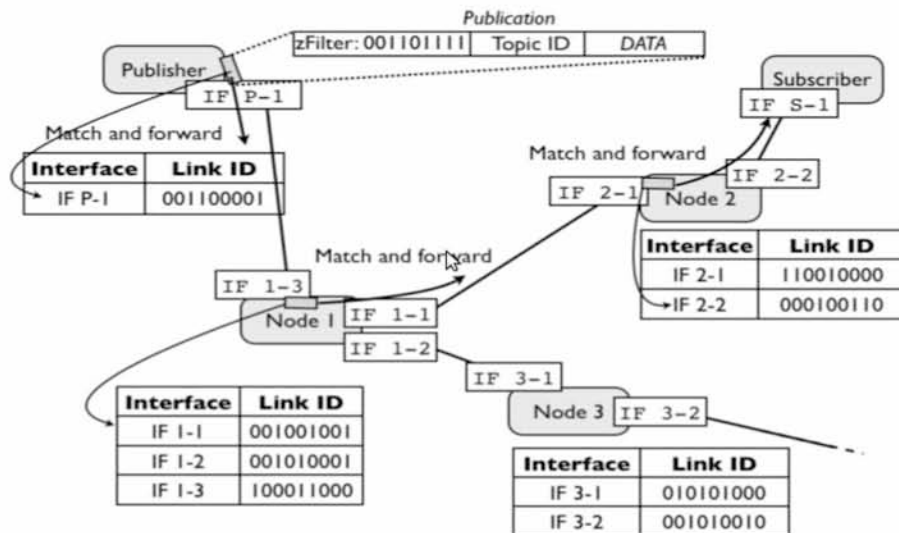 Publication
zFilter: 001101111 Topic ID DATA
Publisher
IF P-1
Subscriber
IF S-1
Match and forward
Interface Link ID
IF P-1 001100001
Match and forward
IF 2-1
IF 2-2
Node 2
Interface Link ID
IF 2-1 110010000
IF 2-2 000100110
Match and forward
IF 1-3
Node 1
IF 1-1
IF 1-2
Interface Link ID
IF 1-1 001001001
IF 1-2 001010001
IF 1-3 100011000
IF 3-1
Node 3
IF 3-2
Interface Link ID
IF 3-1 010101000
IF 3-2 001010010